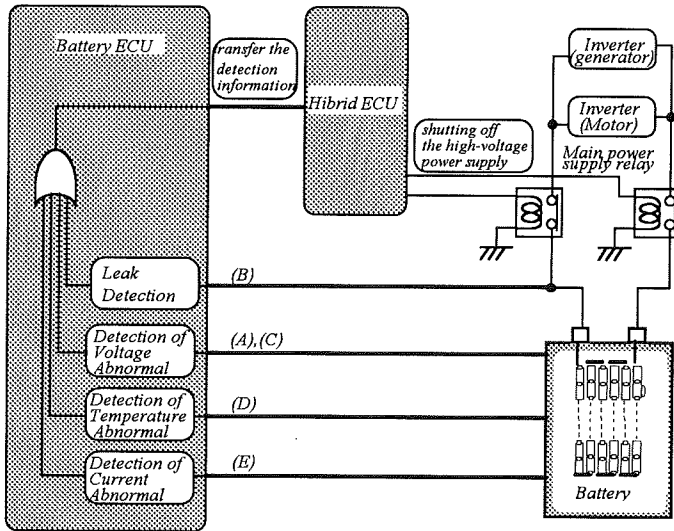 Battery ECU
transfer the
detection
information
Hibrid ECU
Inverter
(generator)
Inverter
(Motor)
shutting off
the high-voltage
power supply
Main power
supply relay
Leak
Detection
(B)
Detection of
Voltage
Abnormal
(A),(C)
Detection of
Temperature
Abnormal
(D)
Detection of
Current
Abnormal
(E)
Battery